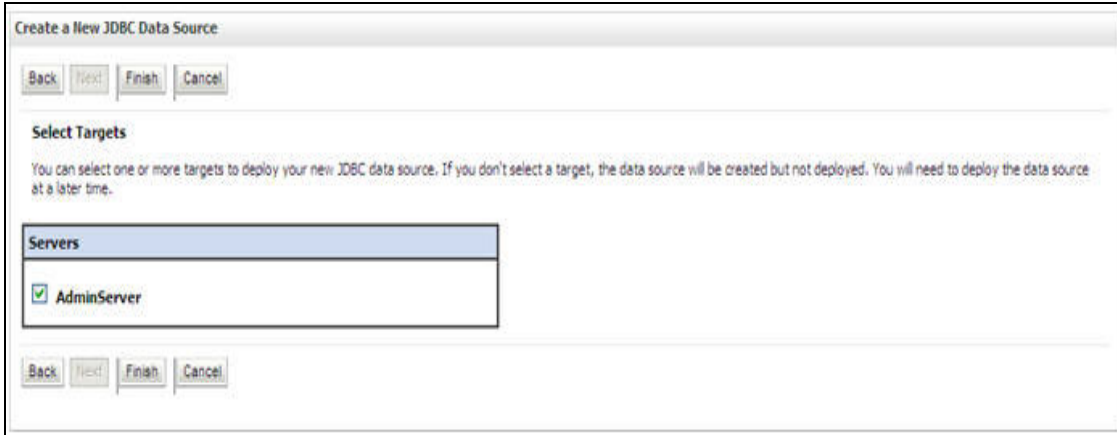 Create a New JDBC Data Source
Back Next Finish Cancel
Select Targets
You can select one or more targets to deploy your new JDBC data source. If you don't select a target, the data source will be created but not deployed. You will need to deploy the data source
at a later time.
Servers
AdminServer
Back Next Finish Cancel